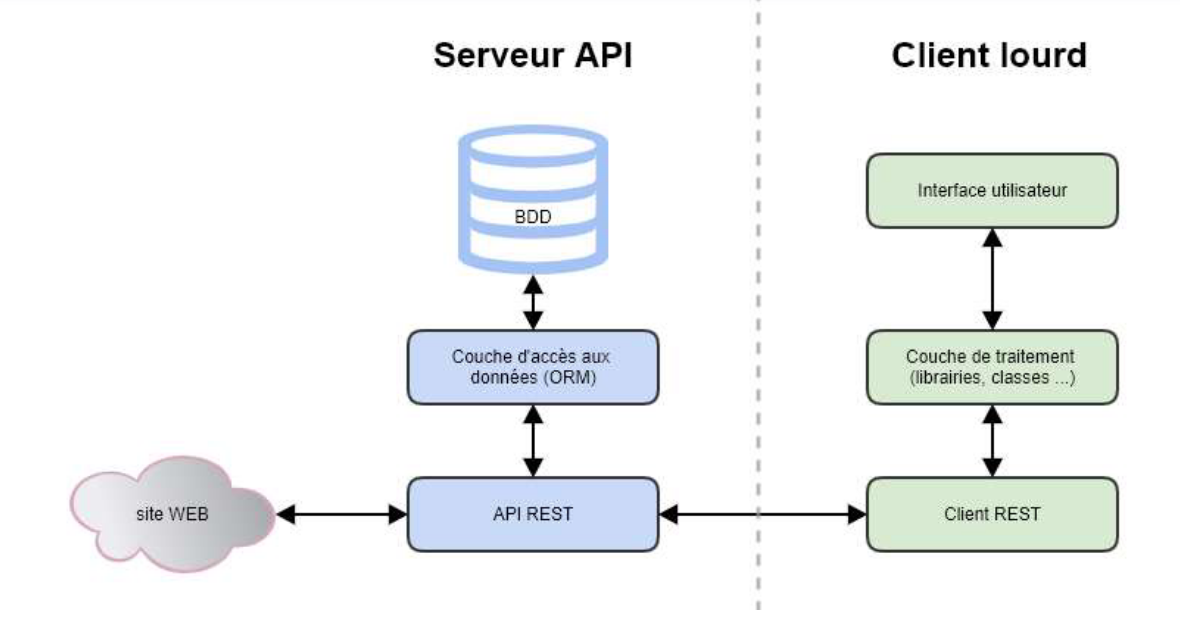 Serveur API
Client lourd
BDD
Interface utilisateur
Couche d'accès aux
données (ORM)
Couche de traitement
(librairies, classes ...)
site WEB
API REST
Client REST